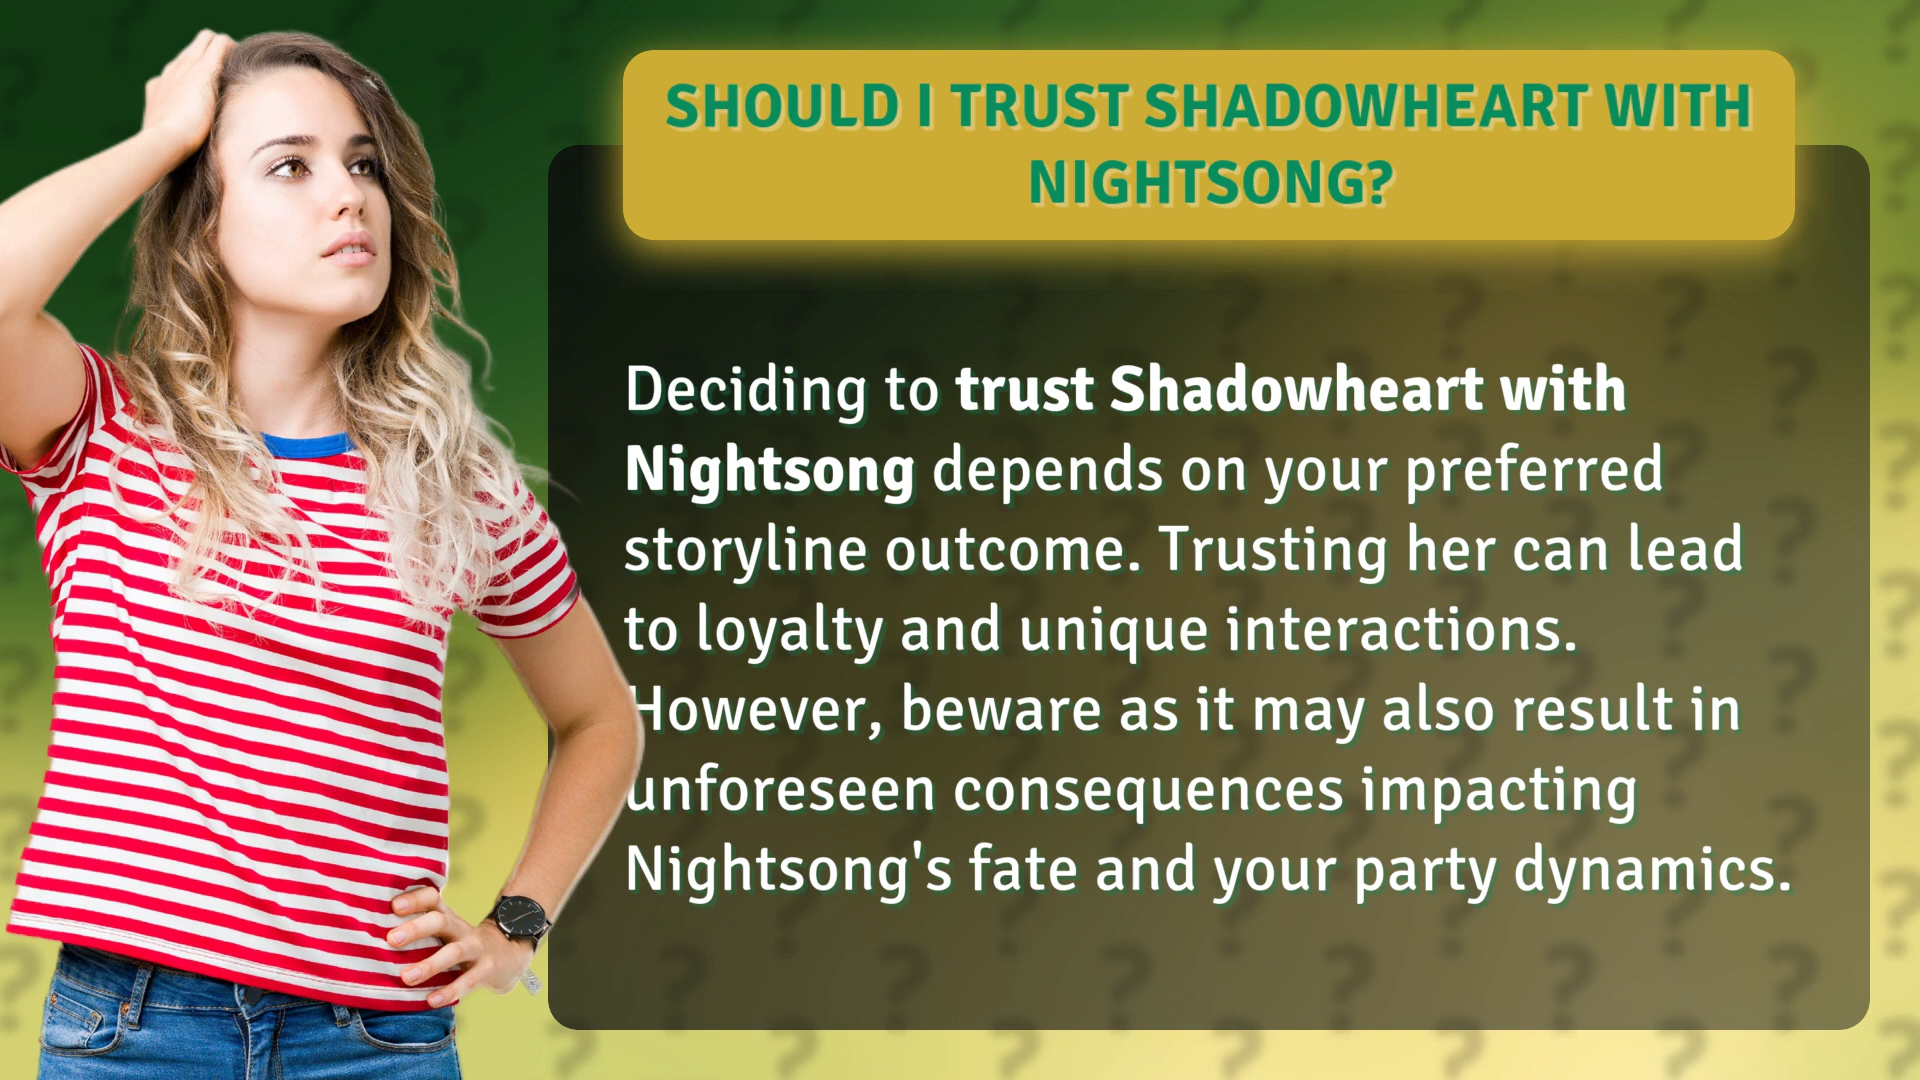 SHOULD I TRUST SHADOWHEART WITH
NIGHTSONG?
Deciding to trust Shadowheart with
Nightsong depends on your preferred
storyline outcome. Trusting her can lead
to loyalty and unique interactions.
However, beware as it may also result in
unforeseen consequences impacting
Nightsong's fate and your party dynamics.